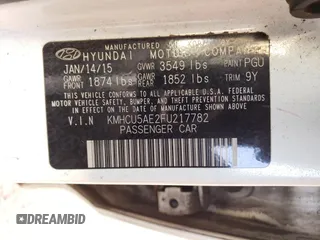 MANUFACTURED BY
HYUNDAI MOTOR COMPANY
JAN/14/15 GVWR 3549 lbs PAINT PGU
GAWR FRONT 1874 lbs GAWR REAR 1852 lbs TRIM 9Y
THIS VEHICLE CONFORMS TO ALL APPLICABLE U.S.A. FEDERAL
MOTOR VEHICLE SAFETY, BUMPER, AND THEFT PREVENTION
STANDARDS IN EFFECT ON THE DATE OF MANUFACTURE SHOWN ABOVE.
V.I.N KMHCU5AE2FU217782
PASSENGER CAR
RIDESAFELY